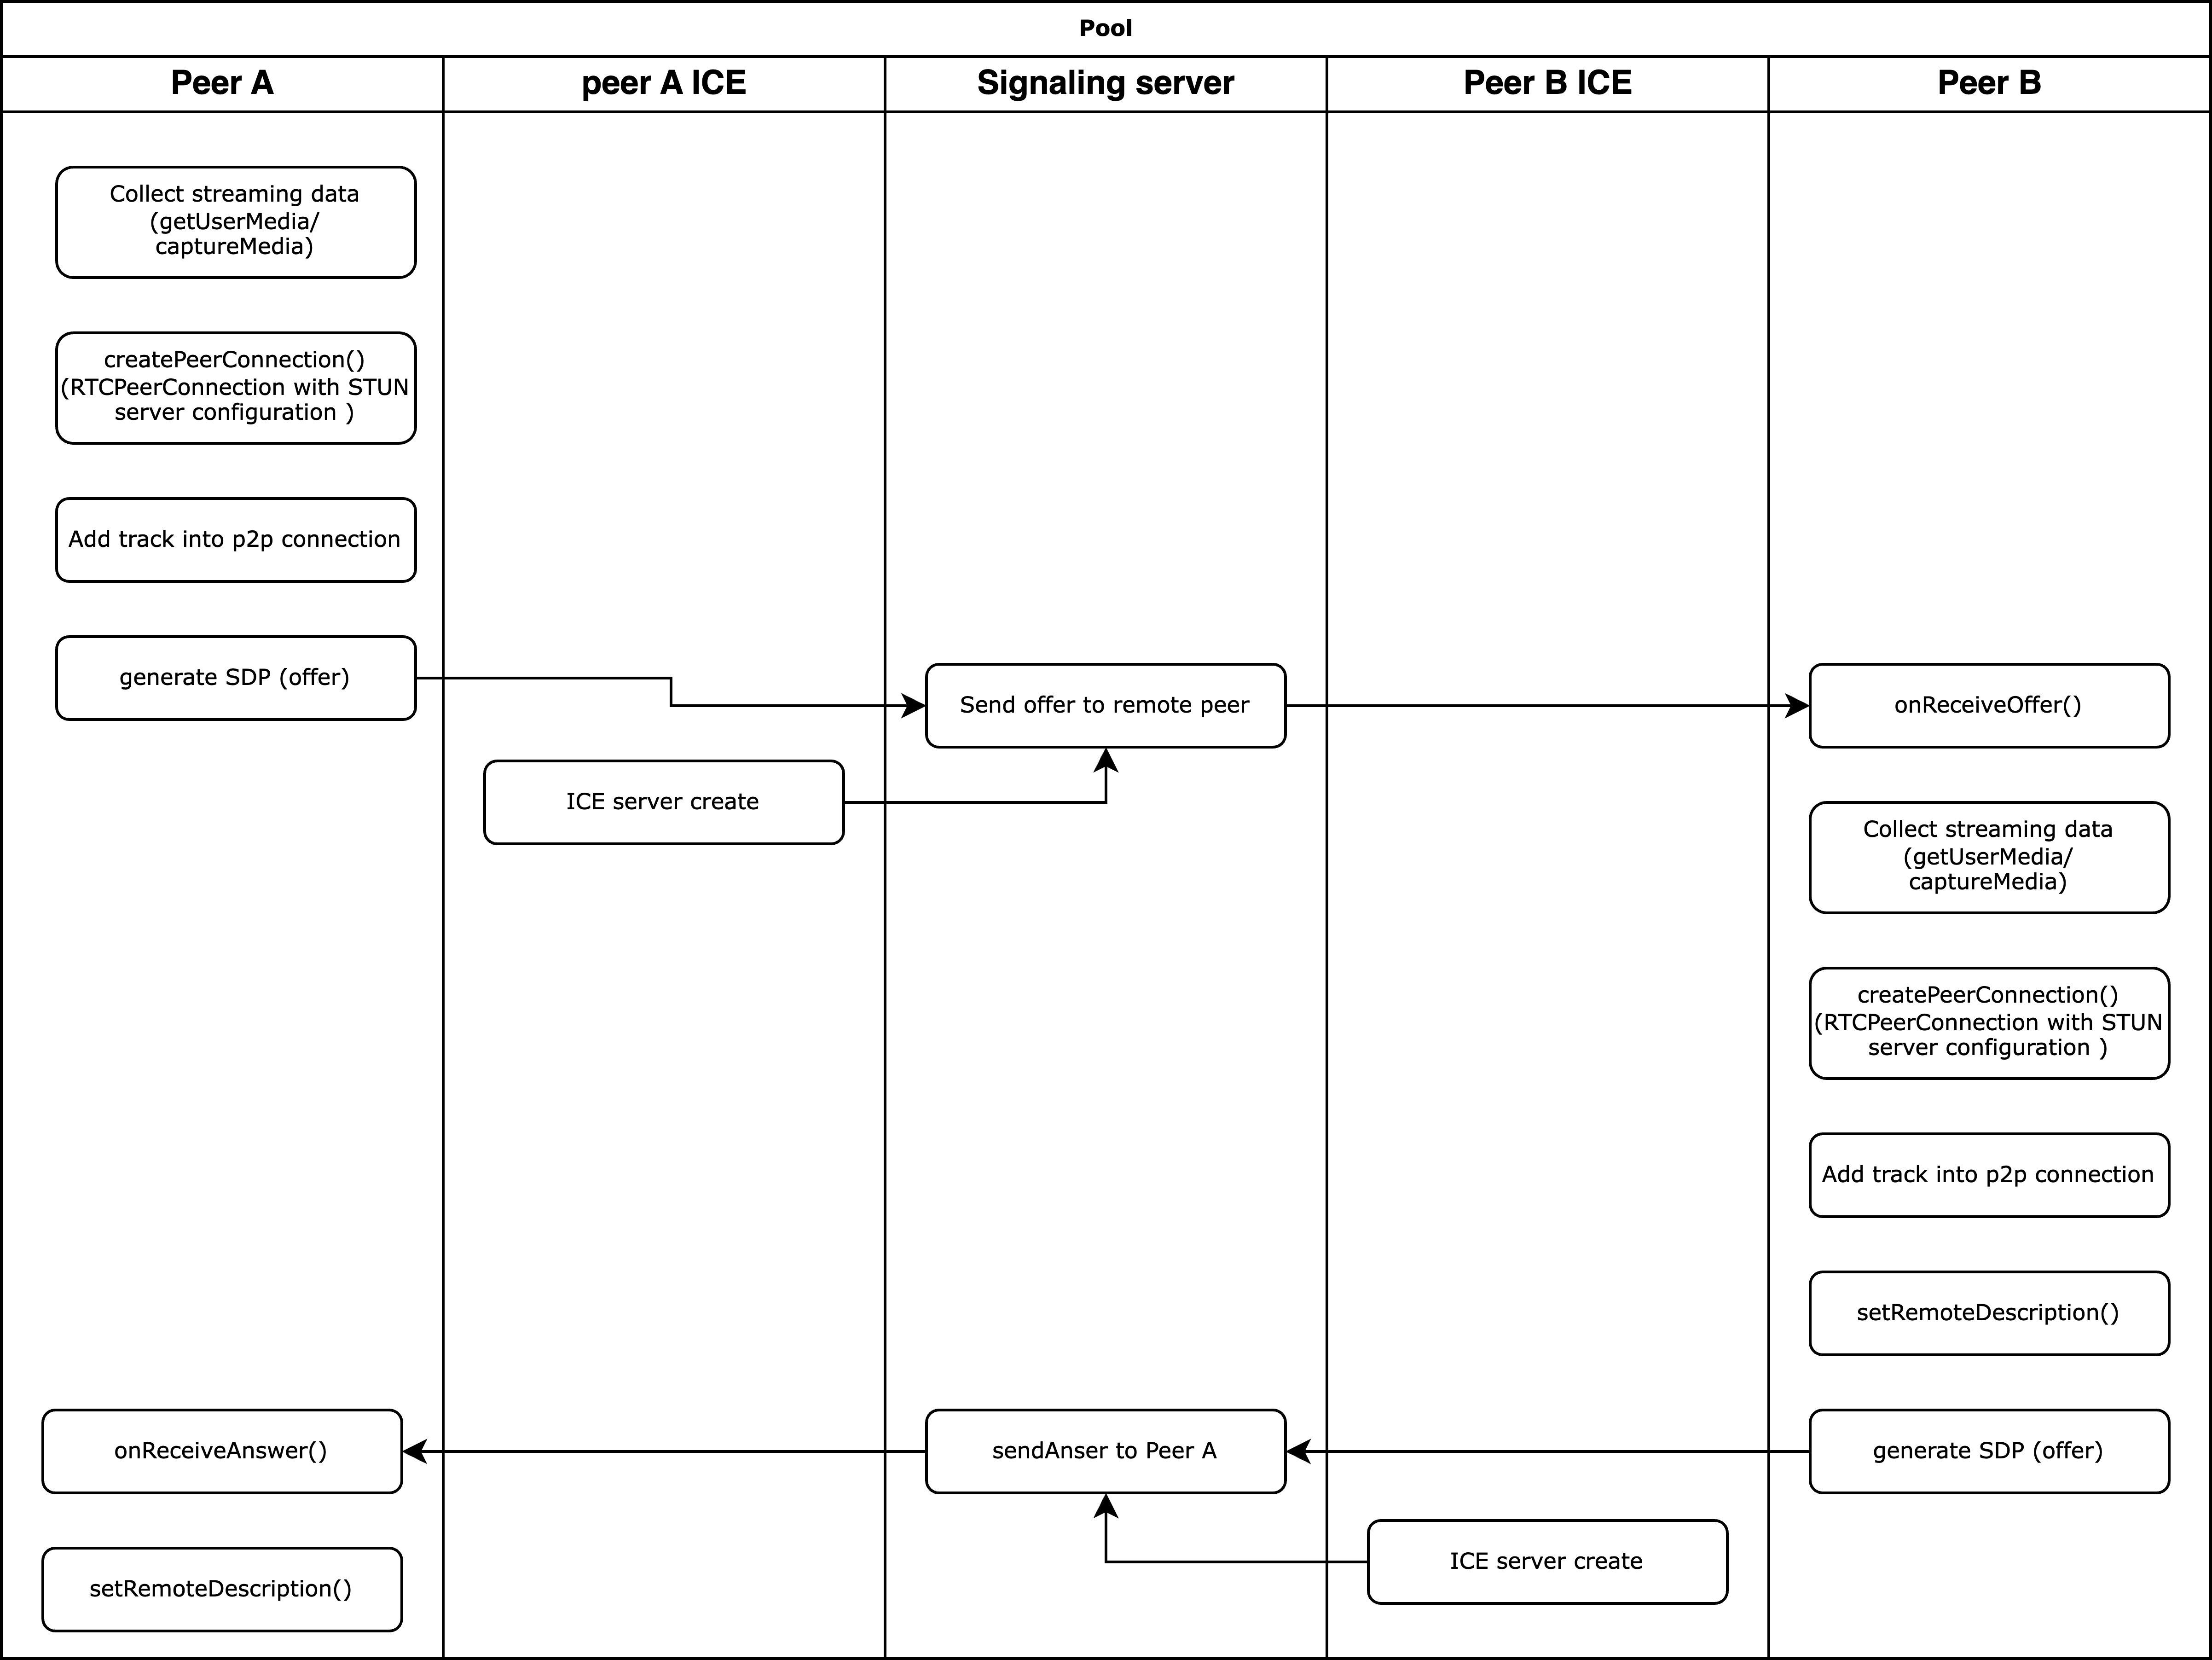 Pool
Peer A
peer A ICE
Signaling server
Peer B ICE
Peer B
Collect streaming data
(getUserMedia/
captureMedia)
createPeerConnection()
(RTCPeerConnection with STUN
server configuration )
Add track into p2p connection
generate SDP (offer)
Send offer to remote peer
onReceiveOffer()
ICE server create
Collect streaming data
(getUserMedia/
captureMedia)
createPeerConnection()
(RTCPeerConnection with STUN
server configuration )
Add track into p2p connection
setRemoteDescription()
onReceiveAnswer()
sendAnser to Peer A
generate SDP (offer)
ICE server create
setRemoteDescription()